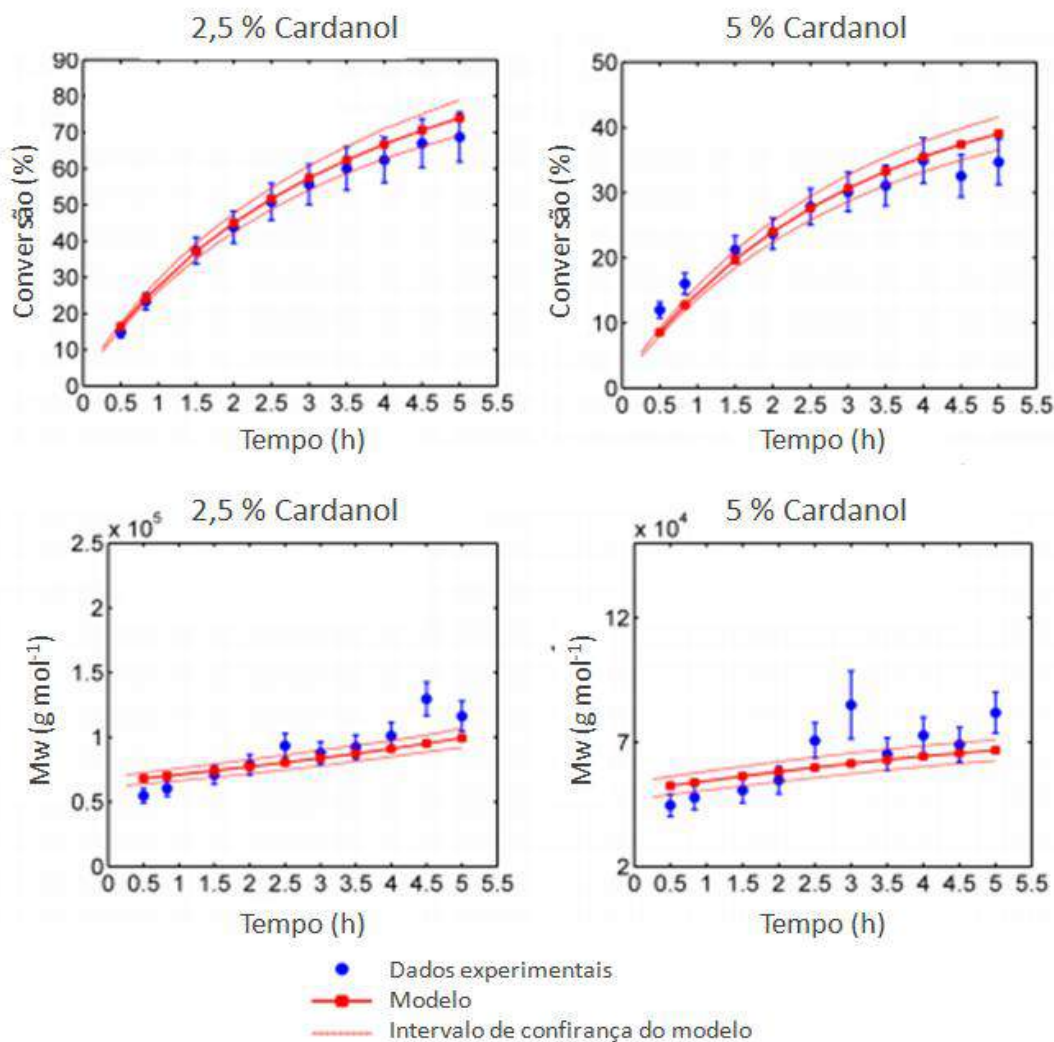 2,5 % Cardanol
Conversão (%)
90
80
70
60
50
40
30
20
10
0
0 0.5 1 1.5 2 2.5 3 3.5 4 4.5 5 5.5
Tempo (h)
5 % Cardanol
Conversão (%)
50
40
30
20
10
0
0 0.5 1 1.5 2 2.5 3 3.5 4 4.5 5 5.5
Tempo (h)
2,5 % Cardanol
x 10⁵
Mw (g mol⁻¹)
2.5
2
1.5
1
0.5
0
0 0.5 1 1.5 2 2.5 3 3.5 4 4.5 5 5.5
Tempo (h)
5 % Cardanol
x 10⁴
Mw (g mol⁻¹)
12
7
2
0 0.5 1 1.5 2 2.5 3 3.5 4 4.5 5 5.5
Tempo (h)
Dados experimentais
Modelo
Intervalo de confirança do modelo